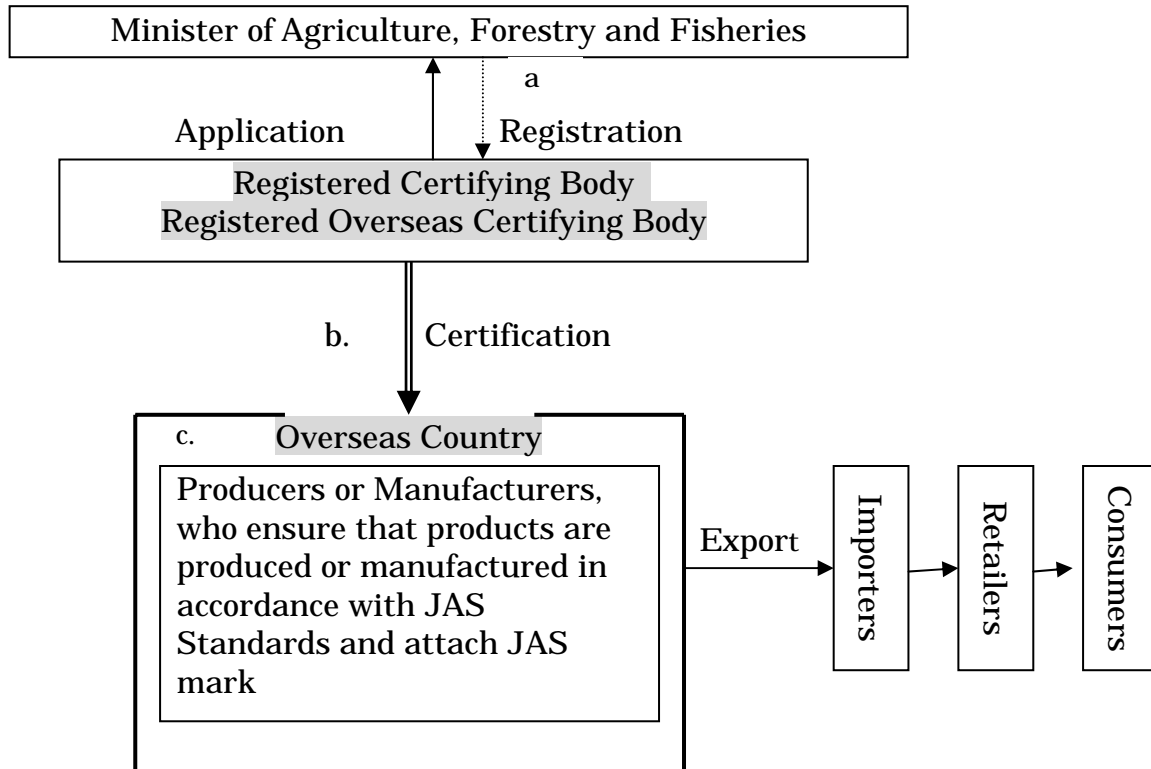 Minister of Agriculture, Forestry and Fisheries
a
Application
Registration
Registered Certifying Body
Registered Overseas Certifying Body
b.
Certification
c.
Overseas Country
Producers or Manufacturers,
who ensure that products are
produced or manufactured in
accordance with JAS
Standards and attach JAS
mark
Export
Importers
Retailers
Consumers